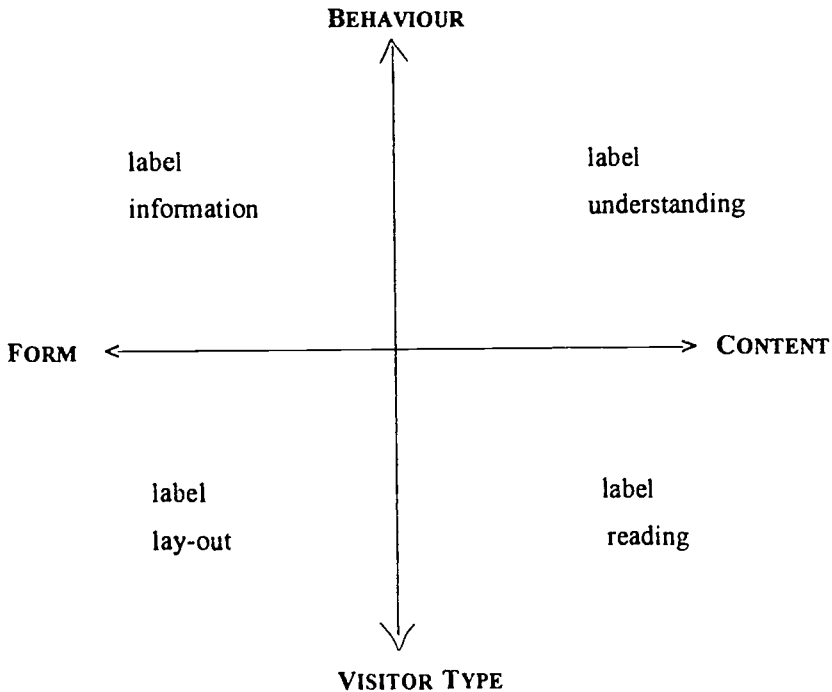 BEHAVIOUR
label
information
label
understanding
FORM
CONTENT
label
lay-out
label
reading
VISITOR TYPE